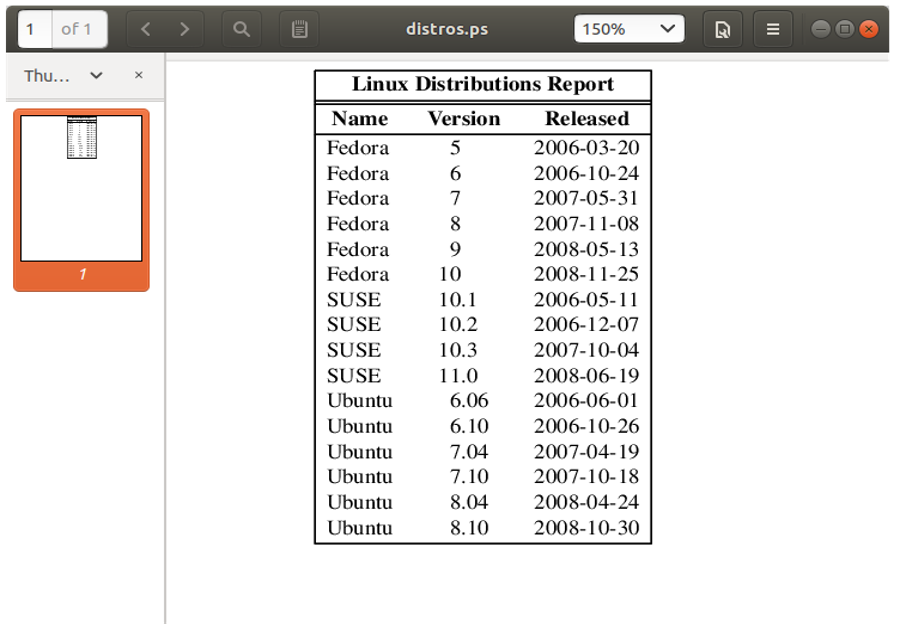 1 of 1 distros.ps 150%
Thu... ×
1
Linux Distributions Report
Name Version Released
Fedora 5 2006-03-20
Fedora 6 2006-10-24
Fedora 7 2007-05-31
Fedora 8 2007-11-08
Fedora 9 2008-05-13
Fedora 10 2008-11-25
SUSE 10.1 2006-05-11
SUSE 10.2 2006-12-07
SUSE 10.3 2007-10-04
SUSE 11.0 2008-06-19
Ubuntu 6.06 2006-06-01
Ubuntu 6.10 2006-10-26
Ubuntu 7.04 2007-04-19
Ubuntu 7.10 2007-10-18
Ubuntu 8.04 2008-04-24
Ubuntu 8.10 2008-10-30